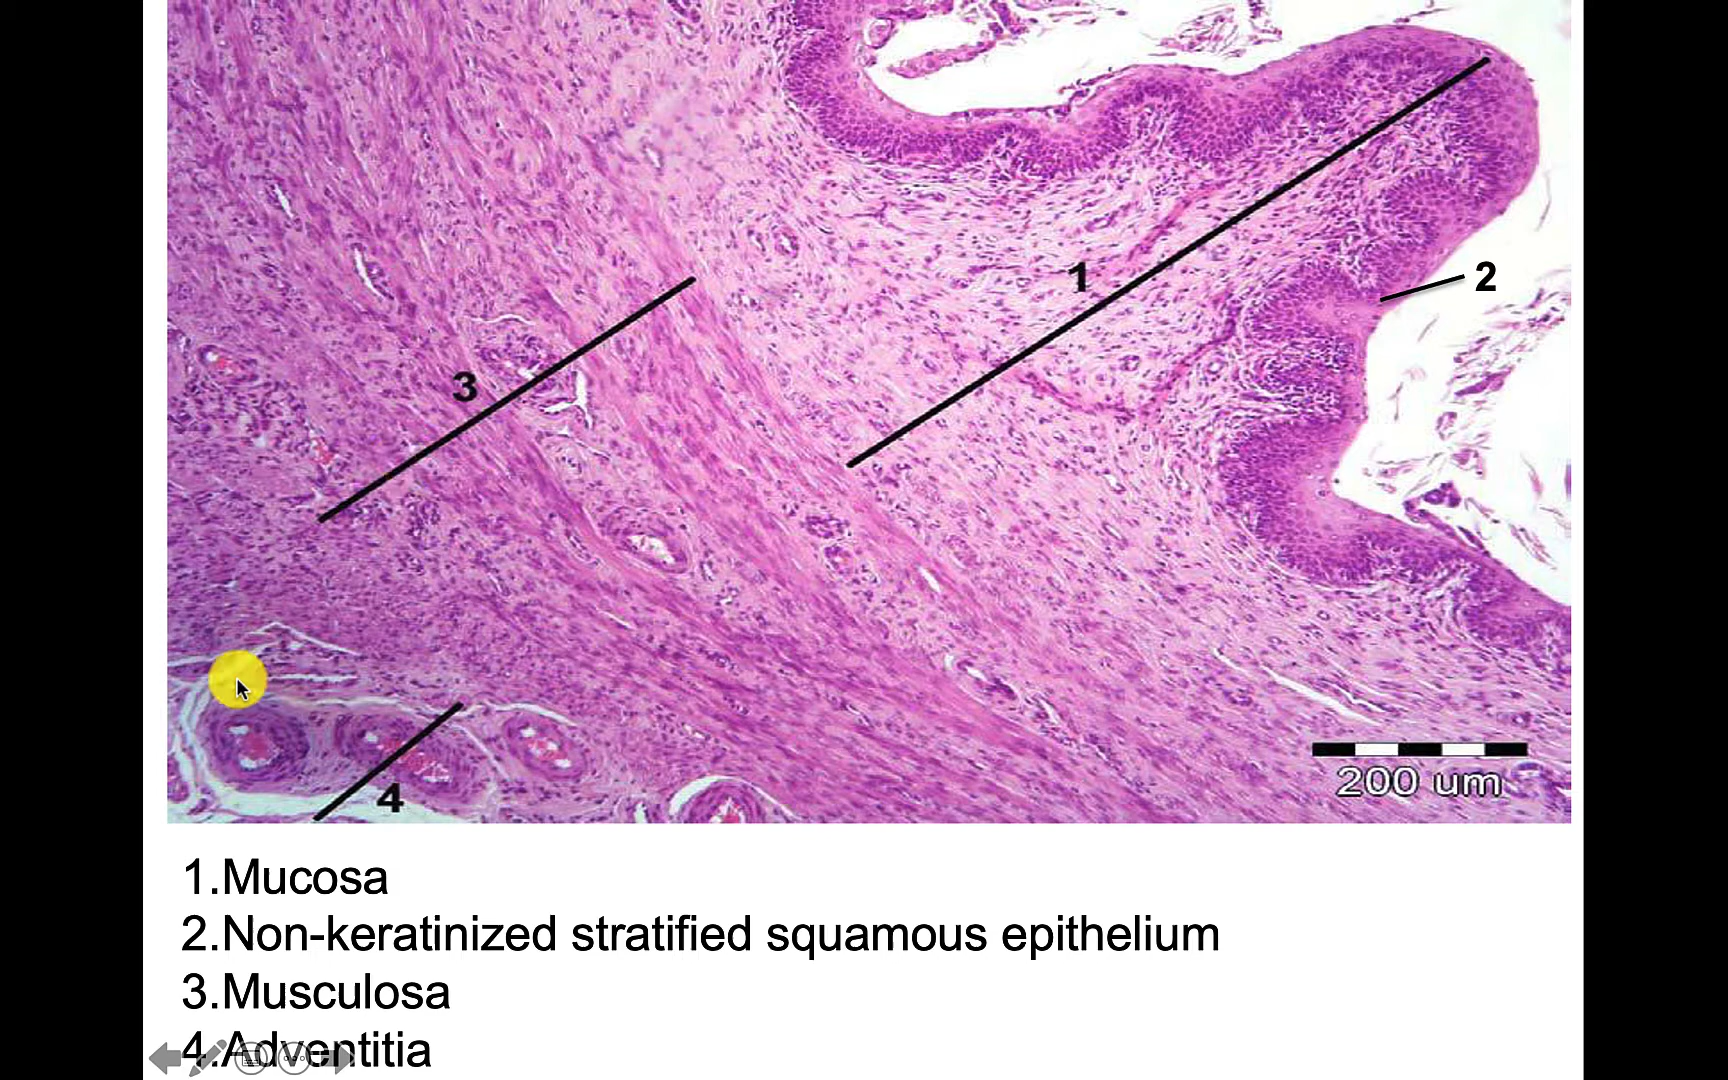 1
2
3
4
200 um
1.Mucosa
2.Non-keratinized stratified squamous epithelium
3.Musculosa
4.Adventitia